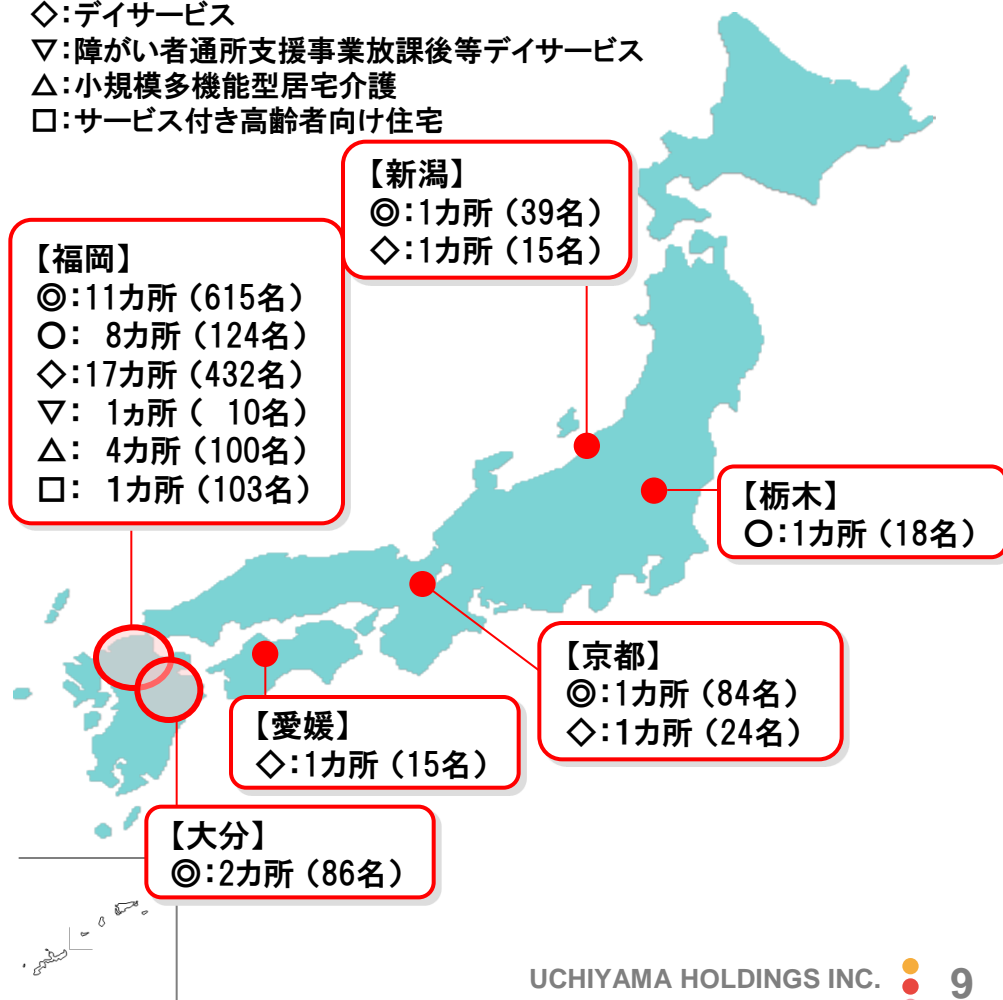 ◇:デイサービス
▽:障がい者通所支援事業放課後等デイサービス
△:小規模多機能型居宅介護
□:サービス付き高齢者向け住宅
【新潟】
◎:1カ所(39名)
◇:1カ所(15名)
【福岡】
◎:11カ所(615名)
○: 8カ所(124名)
◇:17カ所(432名)
▽: 1ヵ所( 10名)
△: 4カ所(100名)
□: 1カ所(103名)
【栃木】
○:1カ所(18名)
【京都】
◎:1カ所(84名)
◇:1カ所(24名)
【愛媛】
◇:1カ所(15名)
【大分】
◎:2カ所(86名)
UCHIYAMA HOLDINGS INC. 9